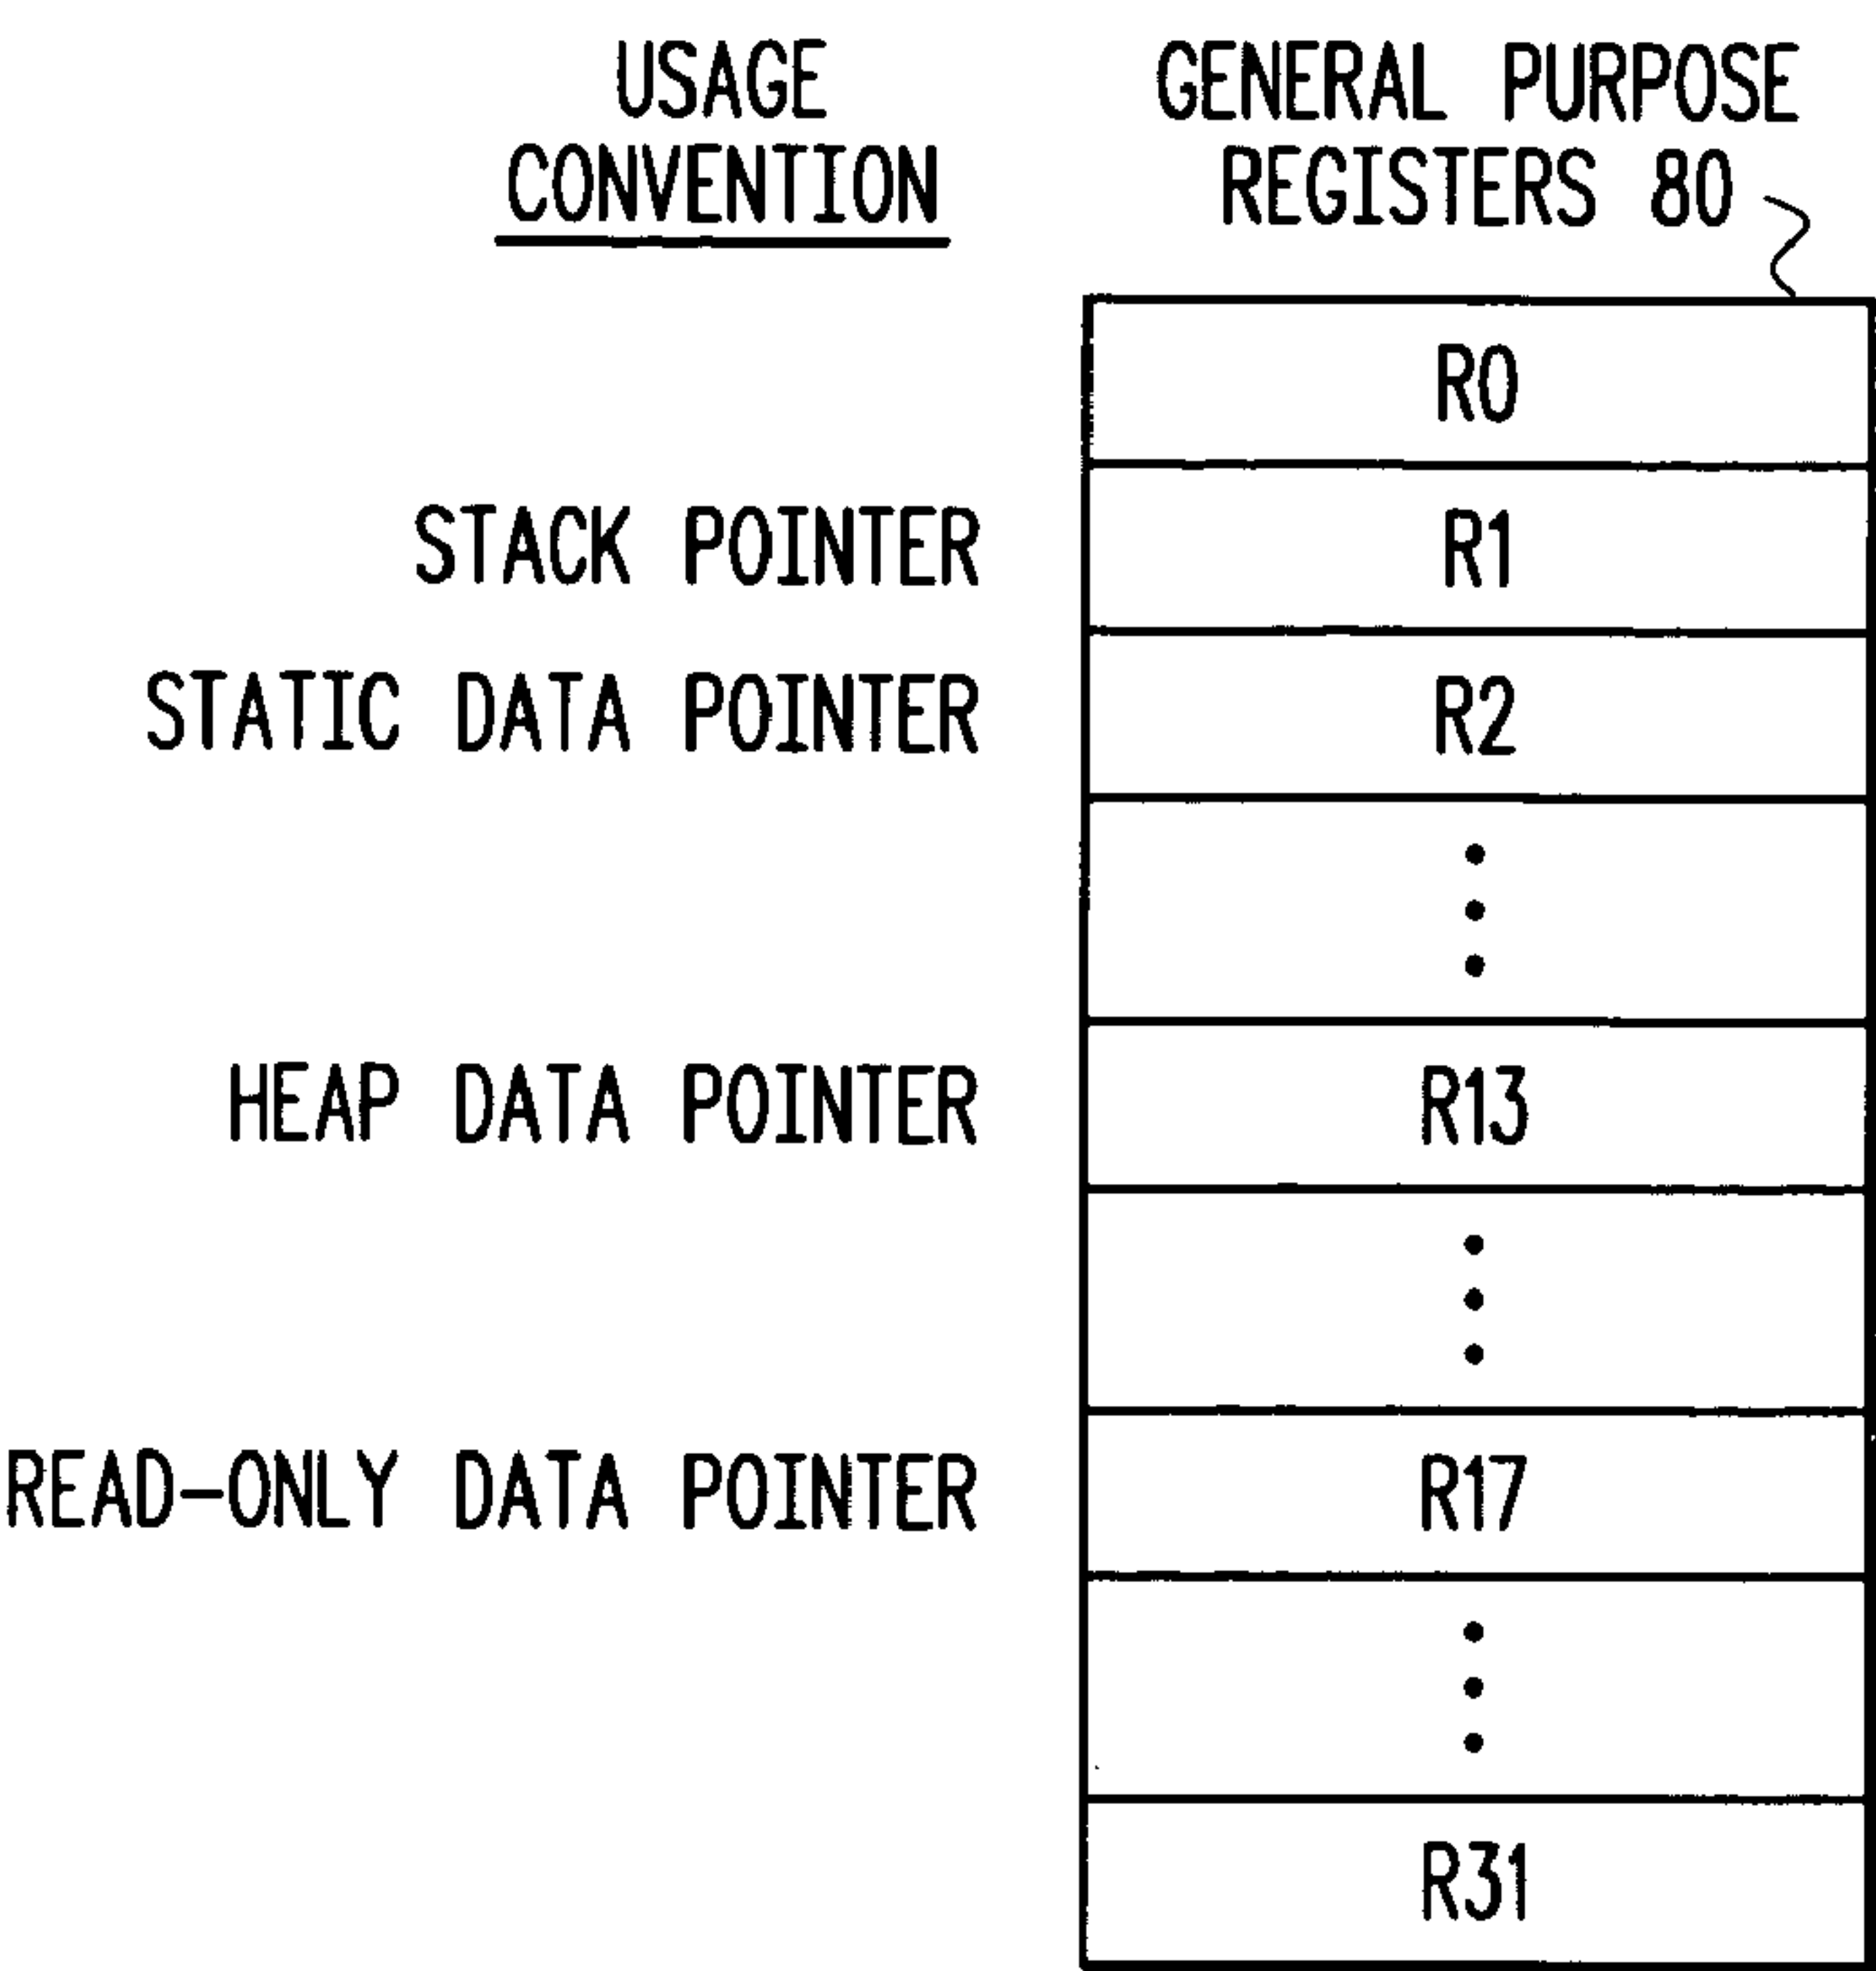 USAGE
CONVENTION
GENERAL PURPOSE
REGISTERS 80
R0
STACK POINTER R1
STATIC DATA POINTER R2
HEAP DATA POINTER R13
READ-ONLY DATA POINTER R17
R31